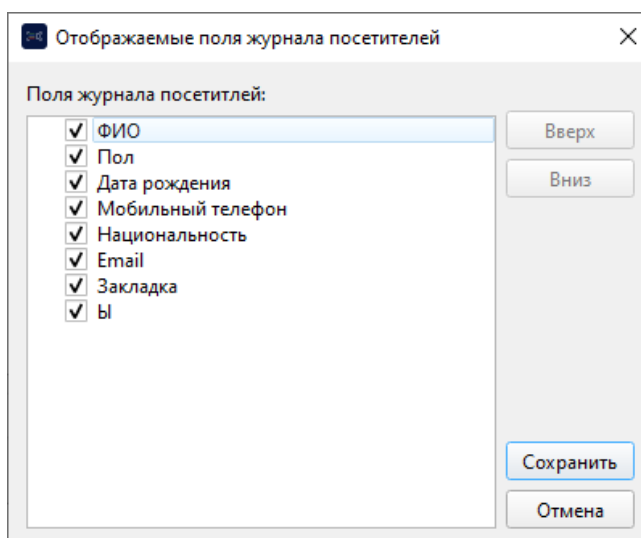 Отображаемые поля журнала посетителей
Поля журнала посетитлей:
ФИО
Пол
Дата рождения
Мобильный телефон
Национальность
Email
Закладка
Ы
Вверх
Вниз
Сохранить
Отмена